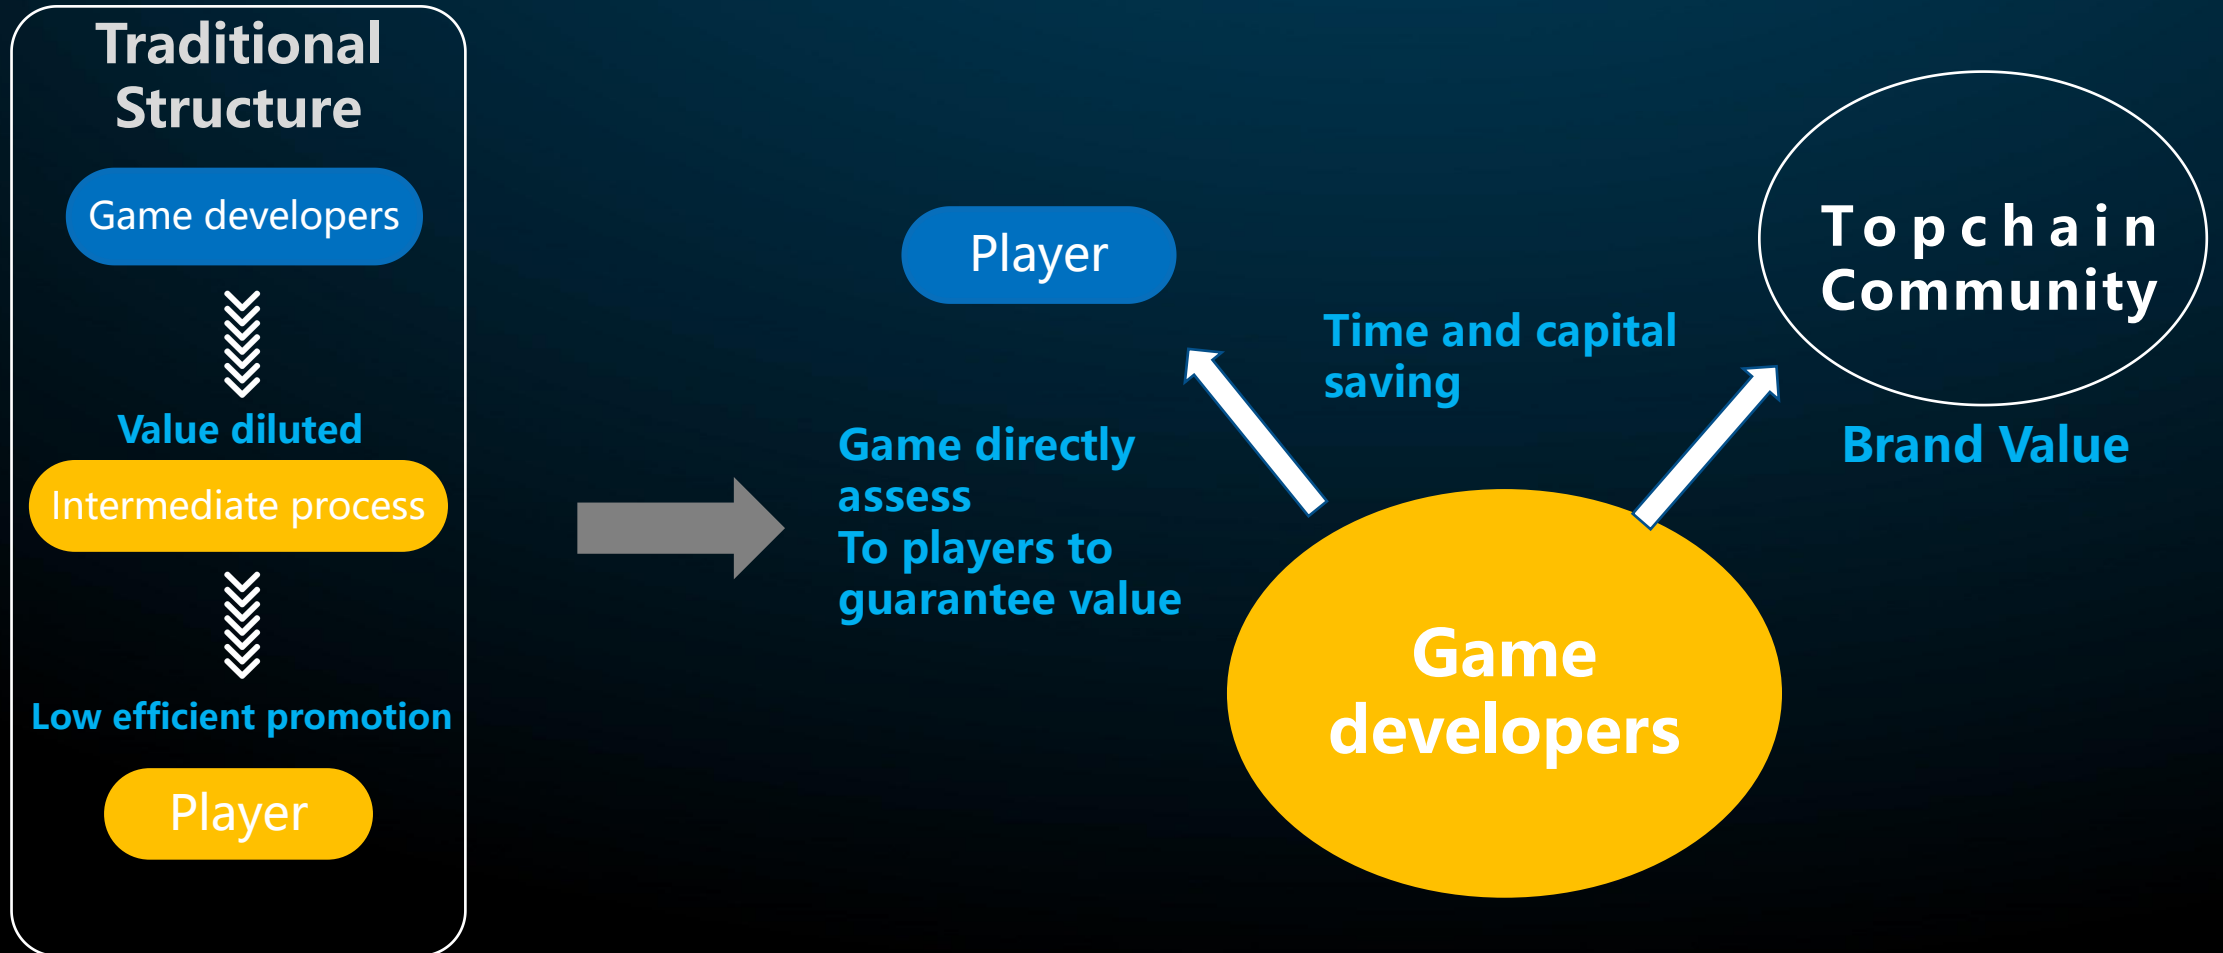 Traditional
Structure
Game developers
Value diluted
Intermediate process
Low efficient promotion
Player
Player
Game directly
assess
To players to
guarantee value
Time and capital
saving
Game
developers
Topchain
Community
Brand Value